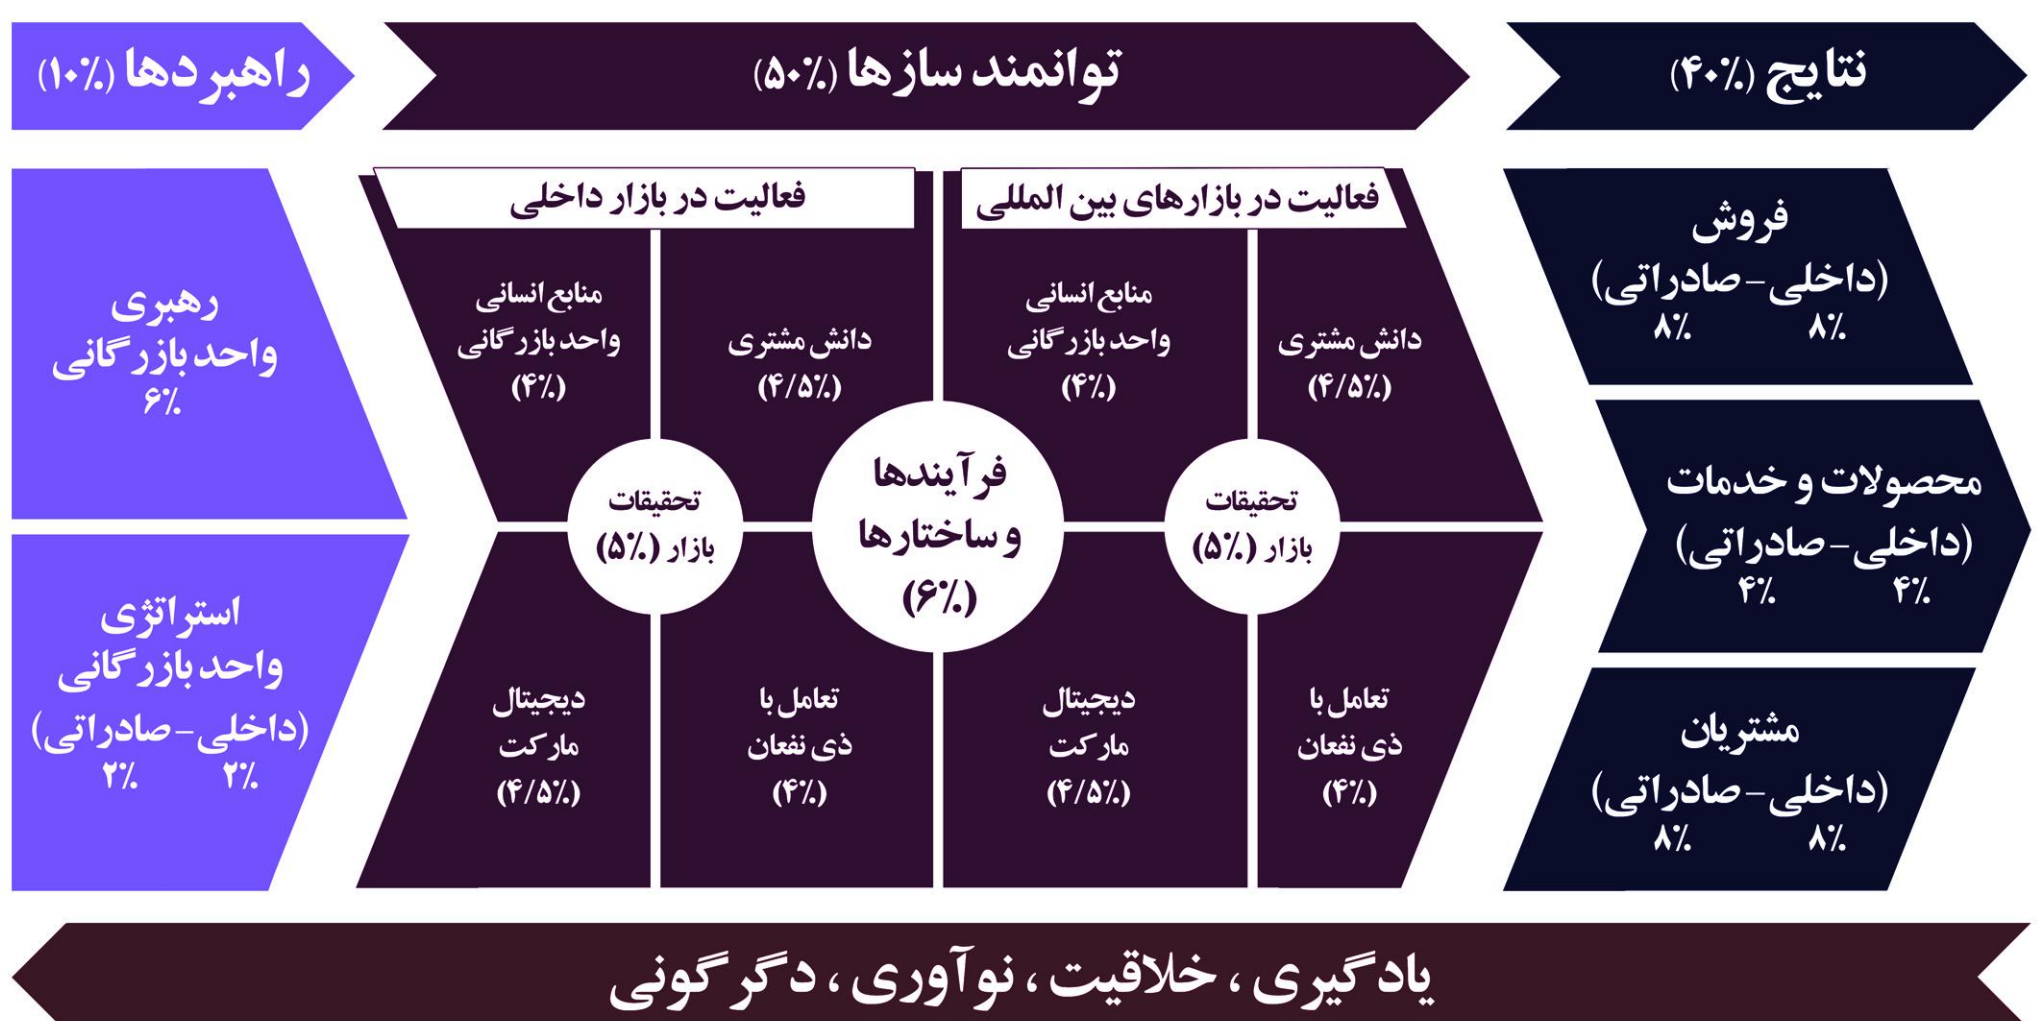 راهبردها (۱۰٪)
توانمند سازها (۵۰٪)
نتایج (۴۰٪)
رهبری
واحد بازرگانی
۶٪
استراتژی
واحد بازرگانی
(داخلی - صادراتی)
۲٪ ۲٪
فعالیت در بازار داخلی
منابع انسانی
واحد بازرگانی
(۴٪)
دانش مشتری
(۴/۵٪)
تحقیقات
بازار (۵٪)
دیجیتال
مارکت
(۴/۵٪)
تعامل با
ذی نفعان
(۴٪)
فرآیندها
و ساختارها
(۶٪)
فعالیت در بازارهای بین المللی
منابع انسانی
واحد بازرگانی
(۴٪)
دانش مشتری
(۴/۵٪)
تحقیقات
بازار (۵٪)
دیجیتال
مارکت
(۴/۵٪)
تعامل با
ذی نفعان
(۴٪)
فروش
(داخلی - صادراتی)
۸٪ ۸٪
محصولات و خدمات
(داخلی - صادراتی)
۴٪ ۴٪
مشتریان
(داخلی - صادراتی)
۸٪ ۸٪
یادگیری ، خلاقیت ، نوآوری ، دگرگونی